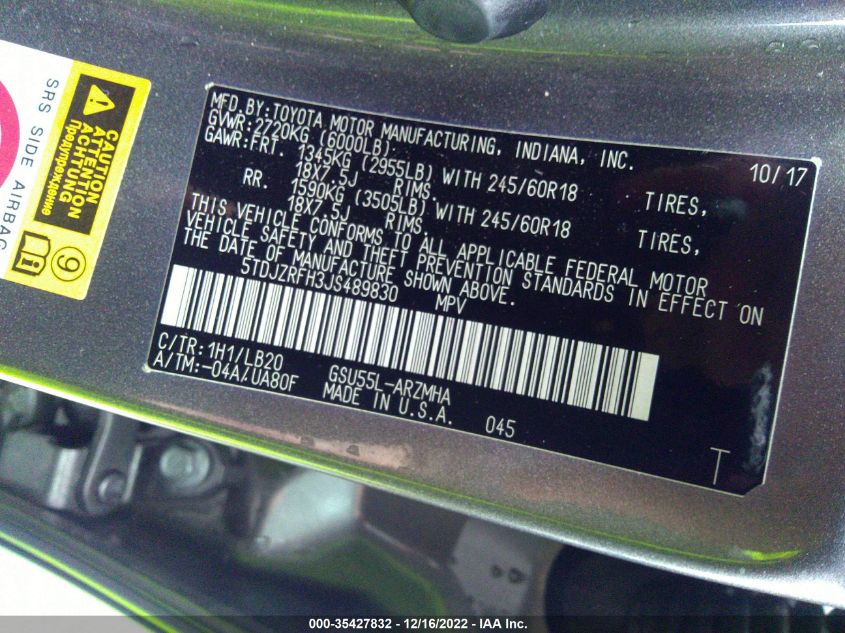 SRS SIDE AIRBAG
CAUTION
ATTENTION
ACHTUNG
Предупреждение
9
MFD.BY:TOYOTA MOTOR MANUFACTURING, INDIANA, INC. 10/17
GVWR:2720KG (6000LB)
GAWR:FRT. 1345KG (2955LB) WITH 245/60R18 TIRES,
18X7.5J RIMS.
RR. 1590KG (3505LB) WITH 245/60R18 TIRES,
18X7.5J RIMS.
THIS VEHICLE CONFORMS TO ALL APPLICABLE FEDERAL MOTOR
VEHICLE SAFETY AND THEFT PREVENTION STANDARDS IN EFFECT ON
THE DATE OF MANUFACTURE SHOWN ABOVE.
5TDJZRFH3JS489830 MPV
C/TR:1H1/LB20 GSU55L-ARZMHA
A/TM:-04A/UA80F MADE IN U.S.A. 045
T
000-35427832 - 12/16/2022 - IAA Inc.